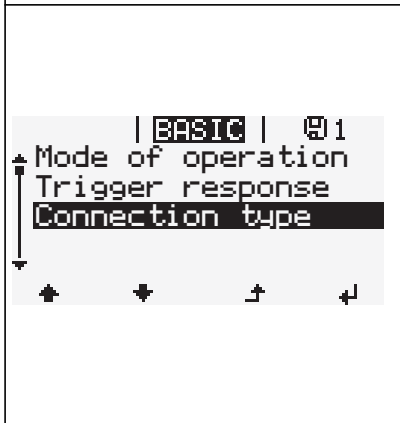 | BASIC | 1
Mode of operation
Trigger response
Connection type